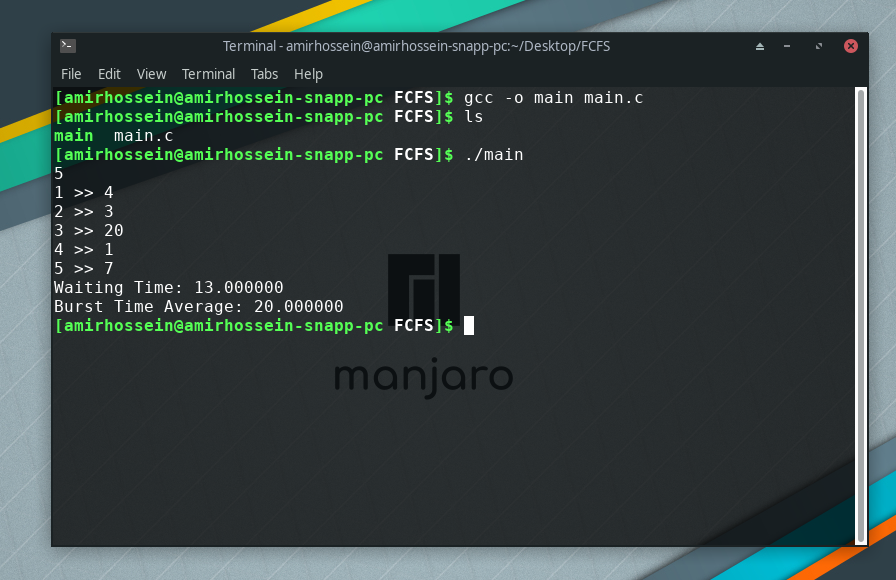 Terminal - amirhossein@amirhossein-snapp-pc:~/Desktop/FCFS
File Edit View Terminal Tabs Help
[amirhossein@amirhossein-snapp-pc FCFS]$ gcc -o main main.c
[amirhossein@amirhossein-snapp-pc FCFS]$ ls
main  main.c
[amirhossein@amirhossein-snapp-pc FCFS]$ ./main
5
1 >> 4
2 >> 3
3 >> 20
4 >> 1
5 >> 7
Waiting Time: 13.000000
Burst Time Average: 20.000000
[amirhossein@amirhossein-snapp-pc FCFS]$
manjaro